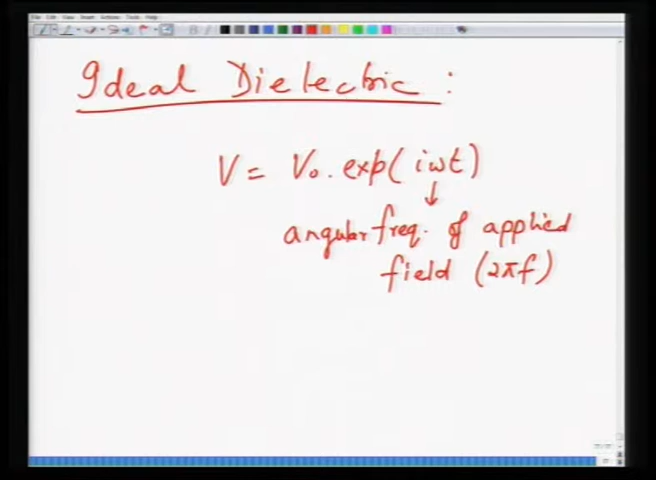 Ideal Dielectric :
V = V₀ . exp( iωt )
↓
angular freq. of applied
field (2πf)